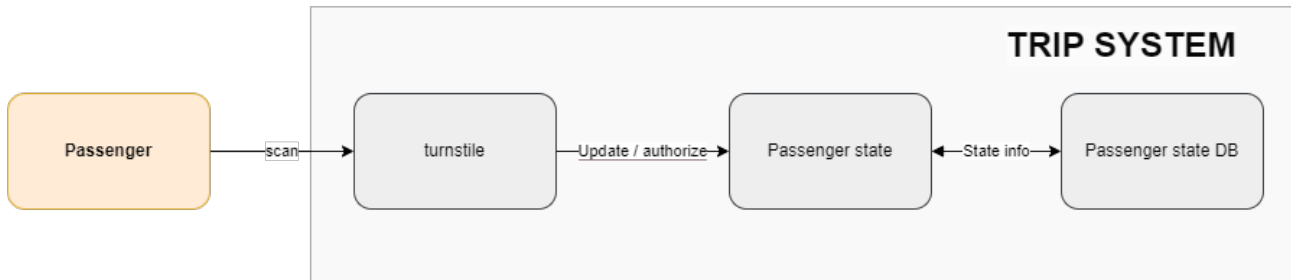 TRIP SYSTEM
Passenger
scan
turnstile
Update / authorize
Passenger state
State info
Passenger state DB